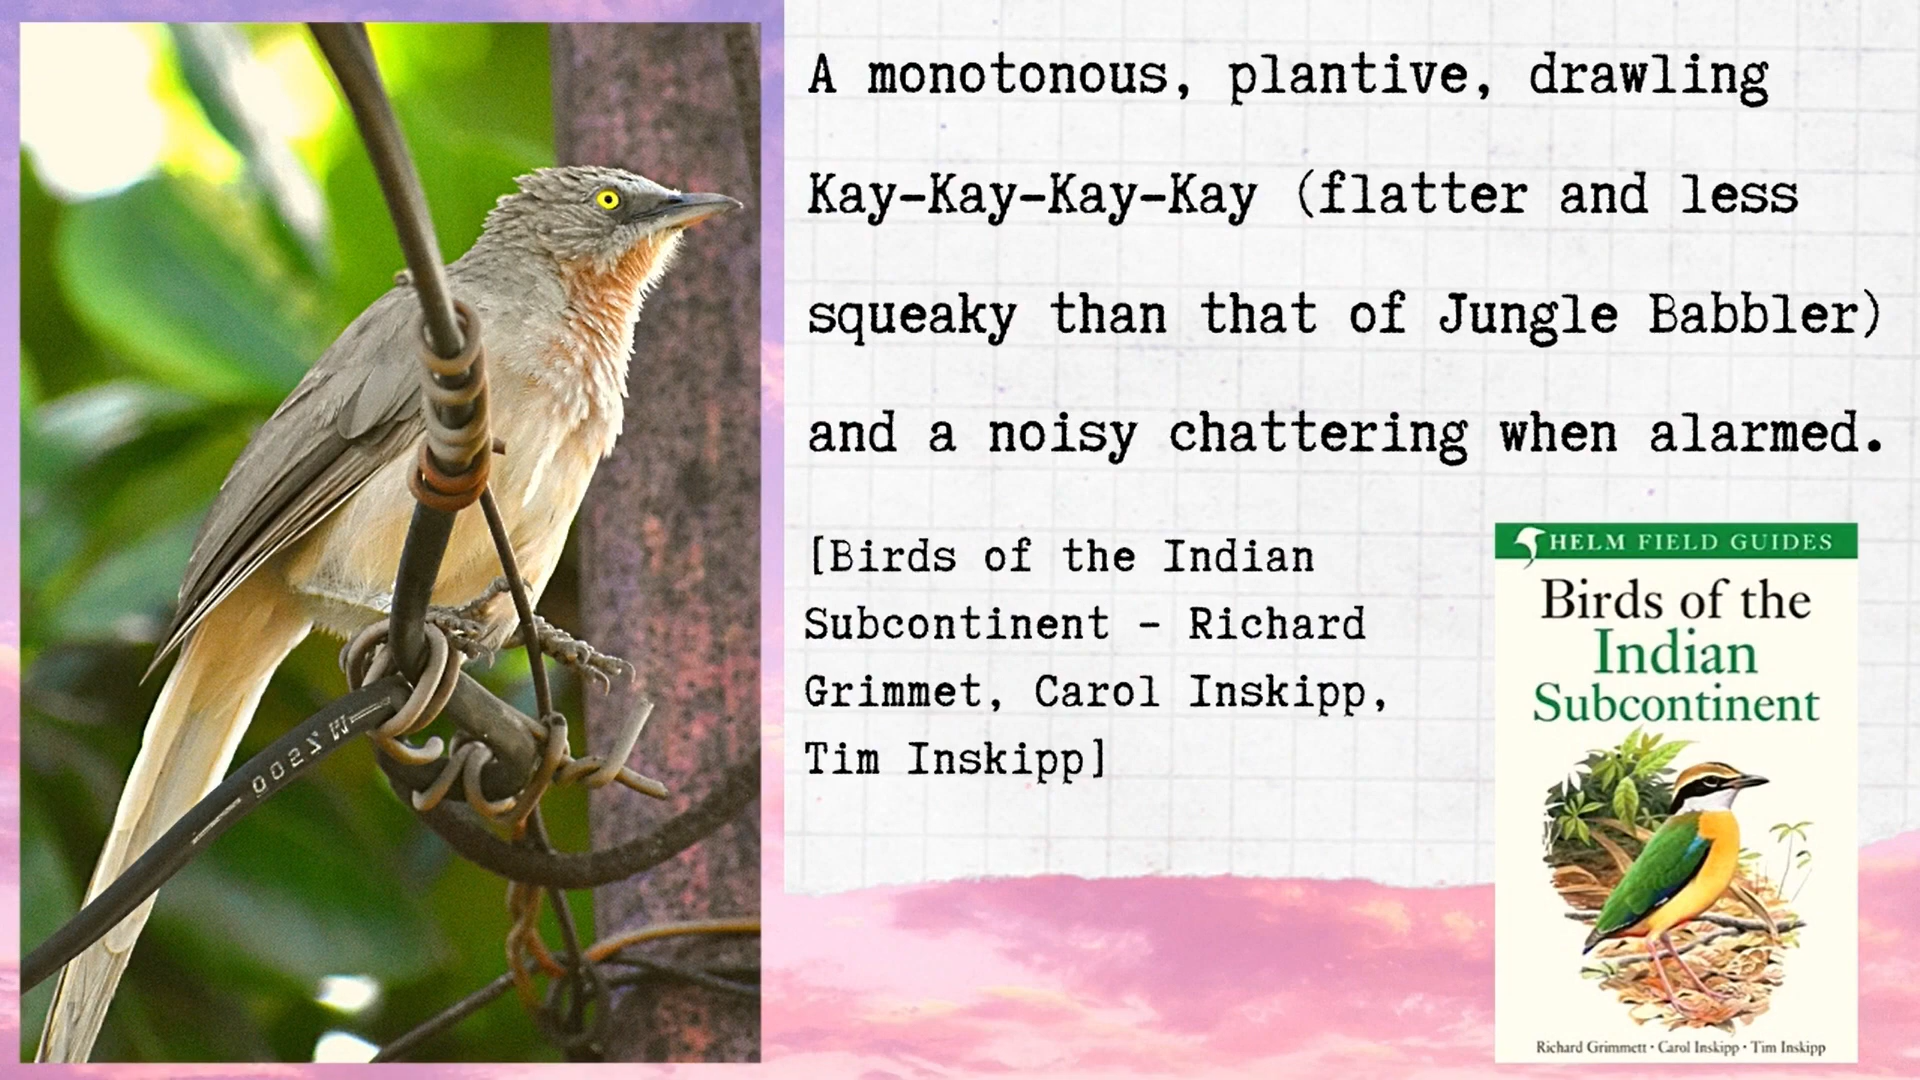 A monotonous, plantive, drawling
Kay-Kay-Kay-Kay (flatter and less
squeaky than that of Jungle Babbler)
and a noisy chattering when alarmed.
[Birds of the Indian
Subcontinent - Richard
Grimmet, Carol Inskipp,
Tim Inskipp]
HELM FIELD GUIDES
Birds of the
Indian
Subcontinent
Richard Grimmett · Carol Inskipp · Tim Inskipp